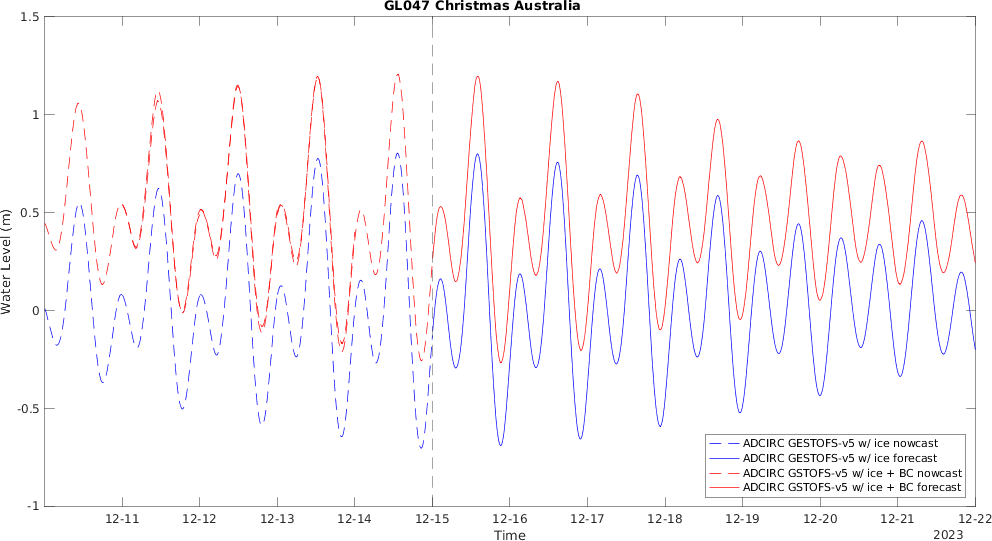 GL047 Christmas Australia
1.5
1
0.5
0
-0.5
-1
Water Level (m)
ADCIRC GESTOFS-v5 w/ ice nowcast
ADCIRC GESTOFS-v5 w/ ice forecast
ADCIRC GSTOFS-v5 w/ ice + BC nowcast
ADCIRC GSTOFS-v5 w/ ice + BC forecast
12-11 12-12 12-13 12-14 12-15 12-16 12-17 12-18 12-19 12-20 12-21 12-22
Time
2023